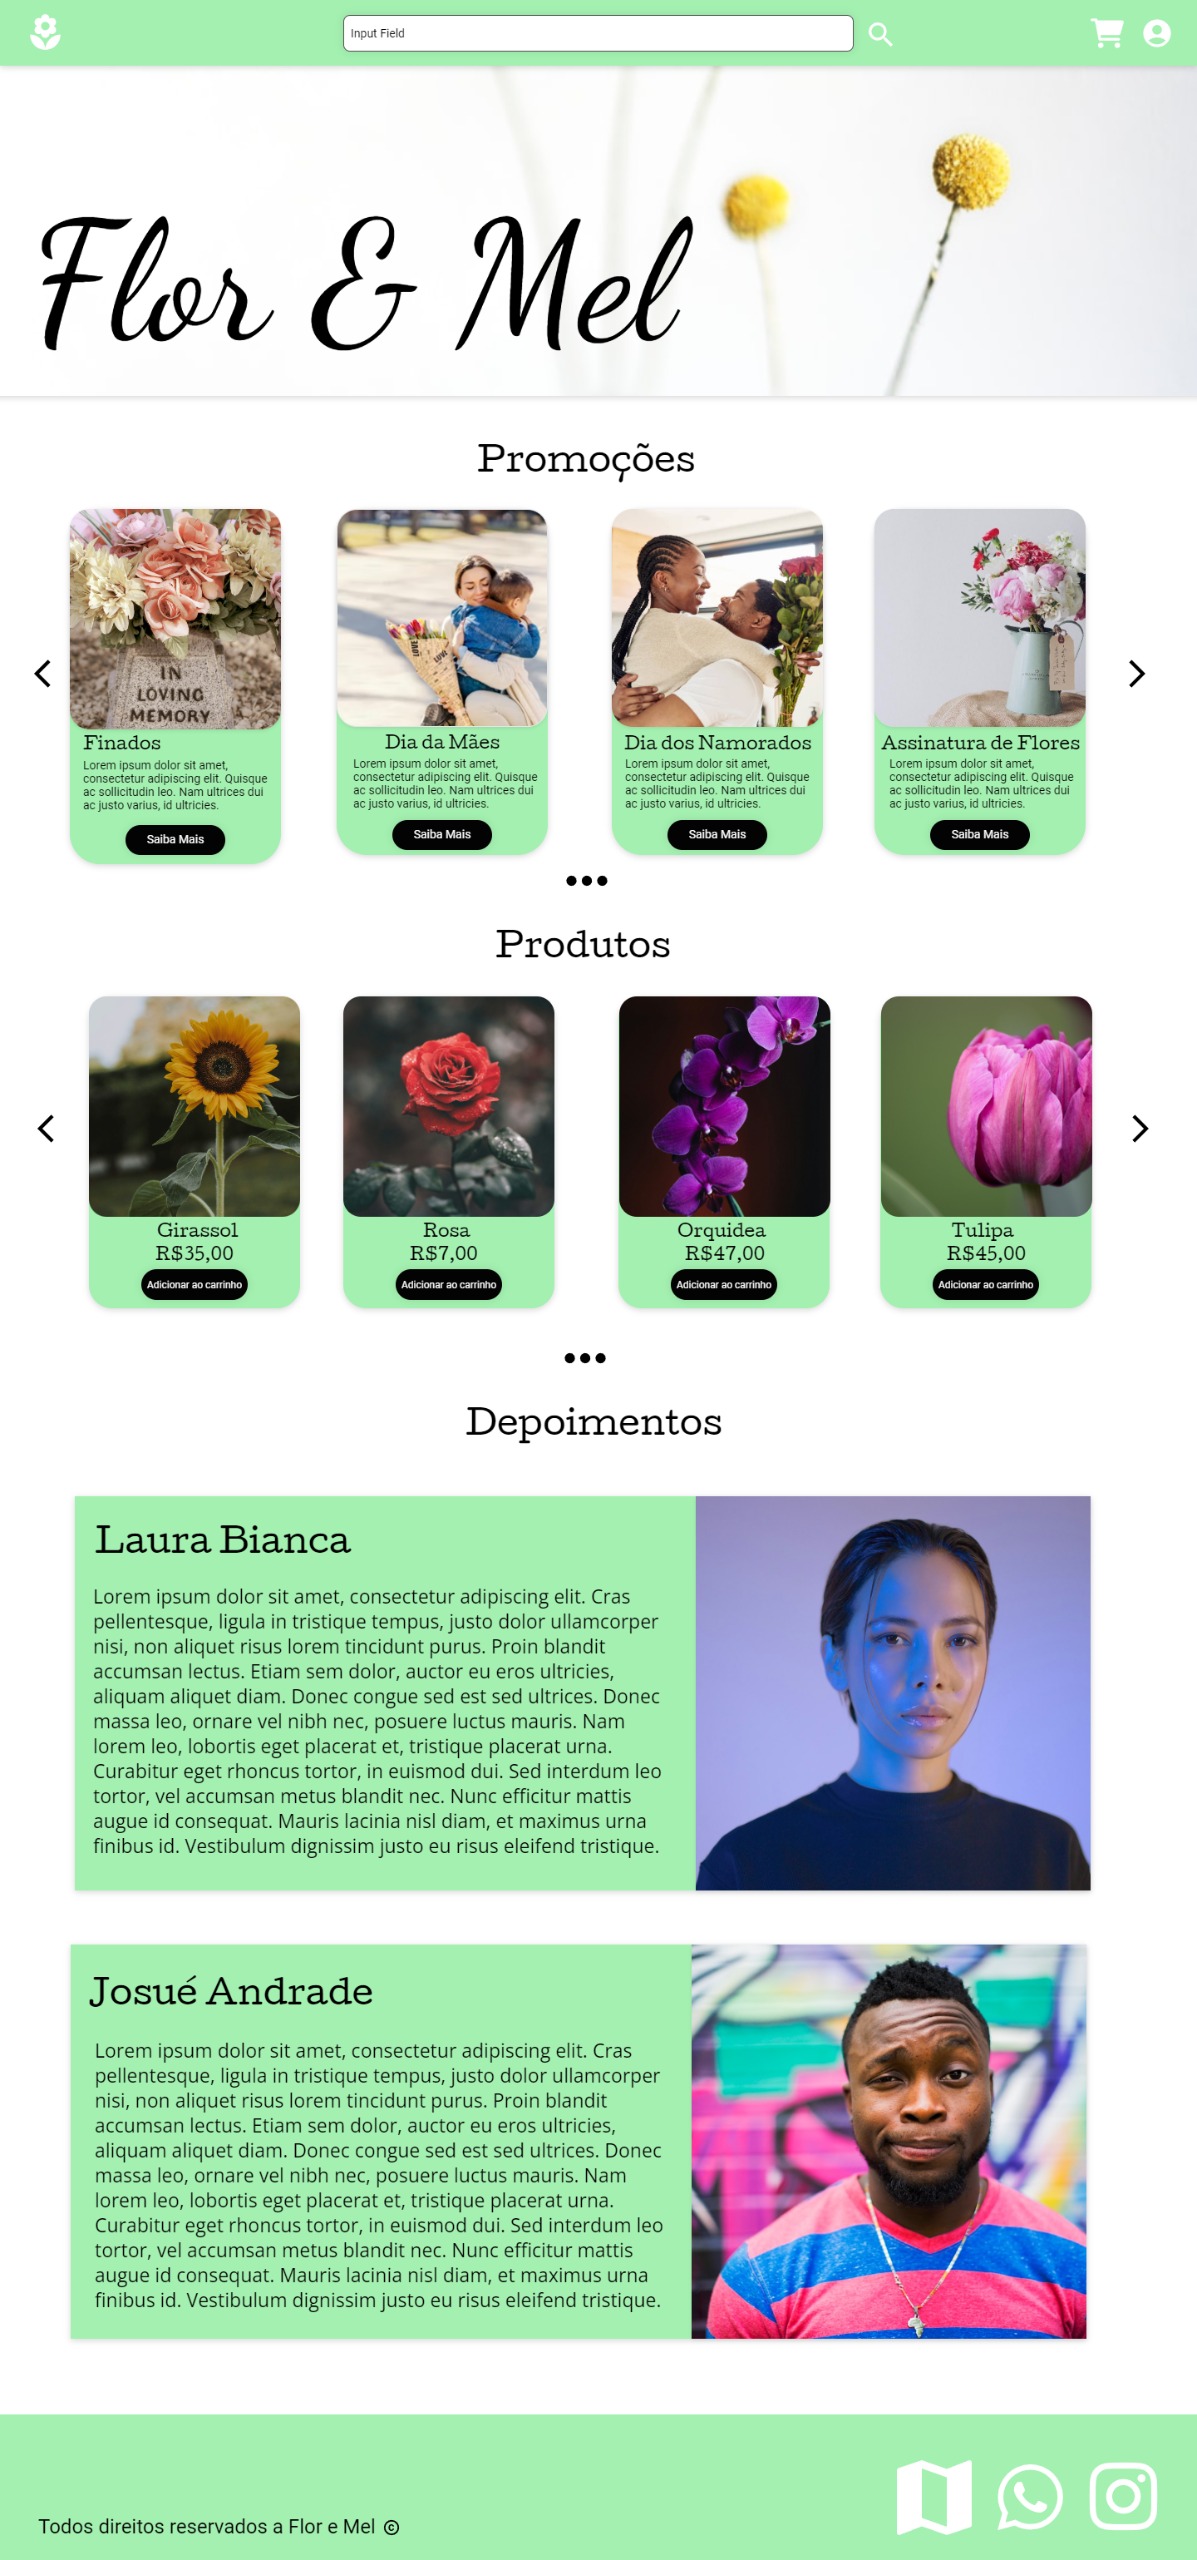 Input Field
Flor & Mel
Promoções
IN
LOVING
MEMORY
LOVE
LOVE
Finados
Lorem ipsum dolor sit amet,
consectetur adipiscing elit. Quisque
ac sollicitudin leo. Nam ultrices dui
ac justo varius, id ultricies.
Saiba Mais
Dia da Mães
Lorem ipsum dolor sit amet,
consectetur adipiscing elit. Quisque
ac sollicitudin leo. Nam ultrices dui
ac justo varius, id ultricies.
Saiba Mais
Dia dos Namorados
Lorem ipsum dolor sit amet,
consectetur adipiscing elit. Quisque
ac sollicitudin leo. Nam ultrices dui
ac justo varius, id ultricies.
Saiba Mais
Assinatura de Flores
Lorem ipsum dolor sit amet,
consectetur adipiscing elit. Quisque
ac sollicitudin leo. Nam ultrices dui
ac justo varius, id ultricies.
Saiba Mais
Produtos
Girassol
R$35,00
Adicionar ao carrinho
Rosa
R$7,00
Adicionar ao carrinho
Orquidea
R$47,00
Adicionar ao carrinho
Tulipa
R$45,00
Adicionar ao carrinho
Depoimentos
Laura Bianca
Lorem ipsum dolor sit amet, consectetur adipiscing elit. Cras
pellentesque, ligula in tristique tempus, justo dolor ullamcorper
nisi, non aliquet risus lorem tincidunt purus. Proin blandit
accumsan lectus. Etiam sem dolor, auctor eu eros ultricies,
aliquam aliquet diam. Donec congue sed est sed ultrices. Donec
massa leo, ornare vel nibh nec, posuere luctus mauris. Nam
lorem leo, lobortis eget placerat et, tristique placerat urna.
Curabitur eget rhoncus tortor, in euismod dui. Sed interdum leo
tortor, vel accumsan metus blandit nec. Nunc efficitur mattis
augue id consequat. Mauris lacinia nisl diam, et maximus urna
finibus id. Vestibulum dignissim justo eu risus eleifend tristique.
Josué Andrade
Lorem ipsum dolor sit amet, consectetur adipiscing elit. Cras
pellentesque, ligula in tristique tempus, justo dolor ullamcorper
nisi, non aliquet risus lorem tincidunt purus. Proin blandit
accumsan lectus. Etiam sem dolor, auctor eu eros ultricies,
aliquam aliquet diam. Donec congue sed est sed ultrices. Donec
massa leo, ornare vel nibh nec, posuere luctus mauris. Nam
lorem leo, lobortis eget placerat et, tristique placerat urna.
Curabitur eget rhoncus tortor, in euismod dui. Sed interdum leo
tortor, vel accumsan metus blandit nec. Nunc efficitur mattis
augue id consequat. Mauris lacinia nisl diam, et maximus urna
finibus id. Vestibulum dignissim justo eu risus eleifend tristique.
Todos direitos reservados a Flor e Mel ©